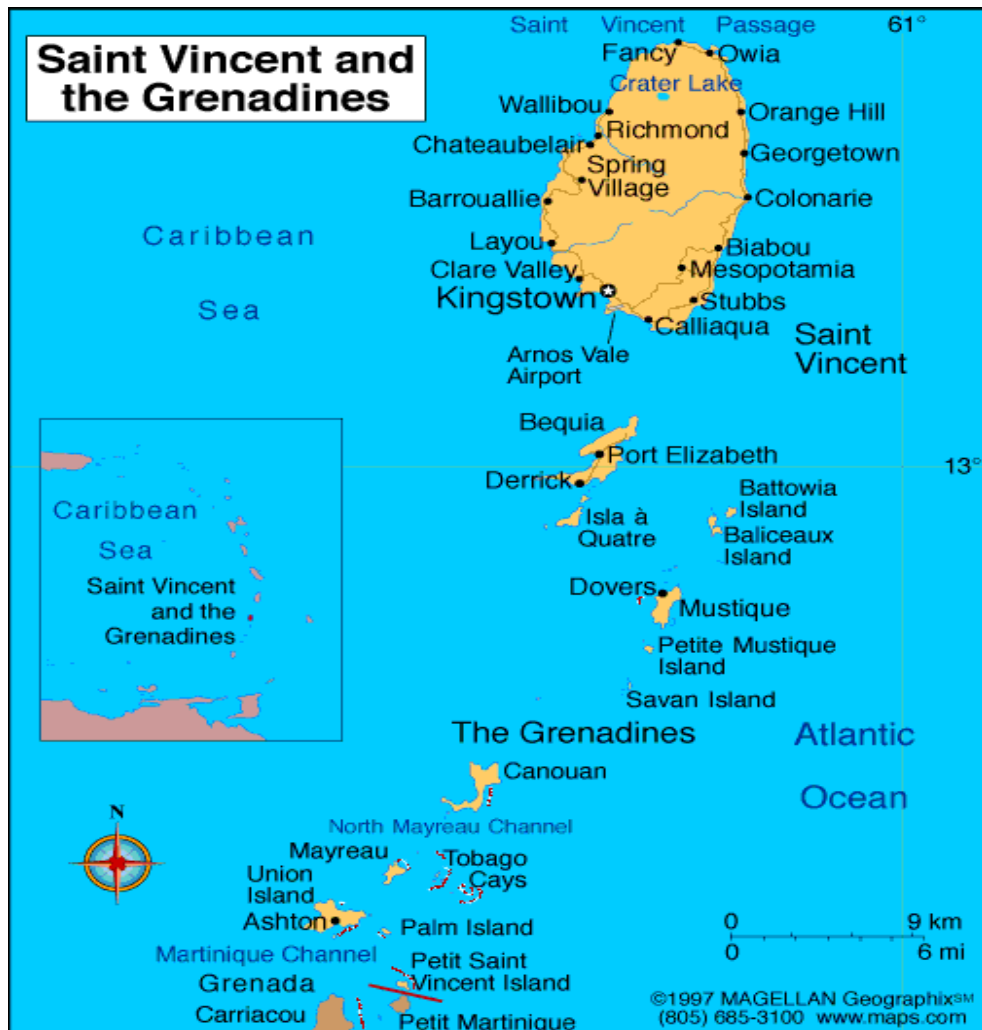 Saint Vincent and
the Grenadines
Saint Vincent Passage
61°
Fancy
Owia
Crater Lake
Wallibou
Orange Hill
Richmond
Chateaubelair
Georgetown
Spring
Village
Barrouallie
Colonarie
Caribbean
Sea
Layou
Biabou
Clare Valley
Mesopotamia
Kingstown
Stubbs
Calliaqua
Saint
Vincent
Arnos Vale
Airport
Bequia
Port Elizabeth
13°
Derrick
Battowia
Island
Isla à
Quatre
Baliceaux
Island
Caribbean
Sea
Saint Vincent
and the
Grenadines
Dovers
Mustique
Petite Mustique
Island
Savan Island
The Grenadines
Atlantic
Ocean
Canouan
North Mayreau Channel
N
Mayreau
Tobago
Cays
Union
Island
Ashton
Palm Island
0 9 km
0 6 mi
Martinique Channel
Petit Saint
Vincent Island
Grenada
Carriacou
Petit Martinique
©1997 MAGELLAN Geographix℠
(805) 685-3100 www.maps.com